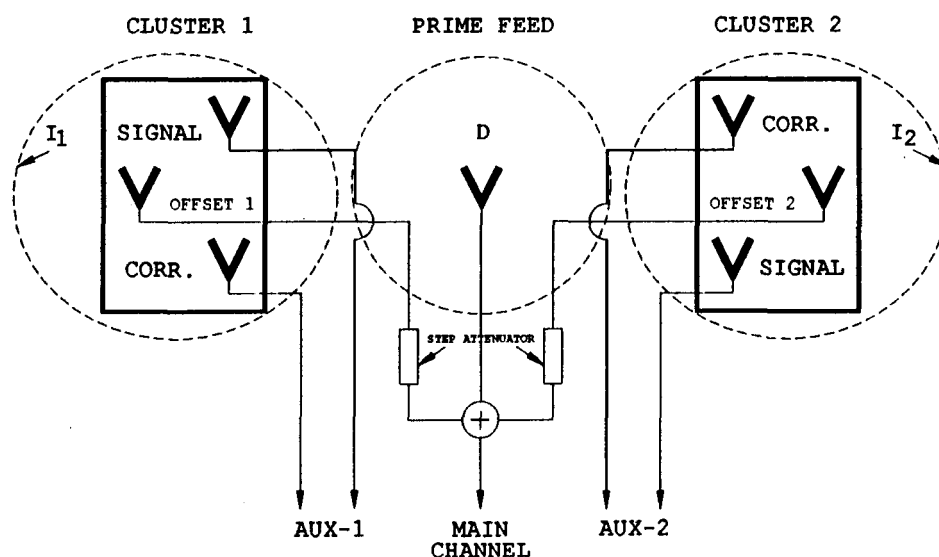 CLUSTER 1
PRIME FEED
CLUSTER 2
I1
SIGNAL
D
CORR.
I2
OFFSET 1
OFFSET 2
CORR.
SIGNAL
STEP ATTENUATOR
+
AUX-1
MAIN
CHANNEL
AUX-2